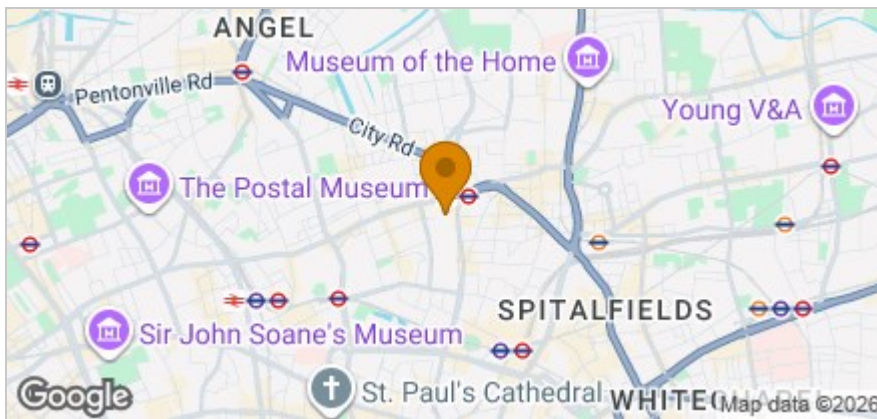 ANGEL
Museum of the Home
Pentonville Rd
Young V&A
City Rd
The Postal Museum
SPITALFIELDS
Sir John Soane's Museum
St. Paul's Cathedral
Google
Map data ©2026